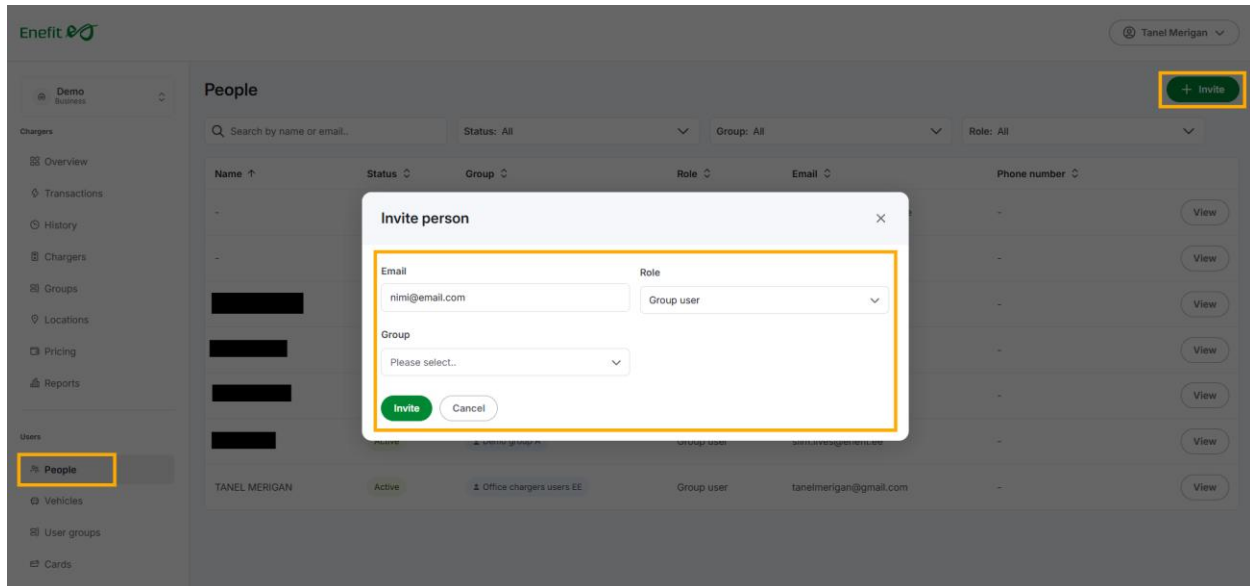 Enefit
Tanel Merigan
Demo
Business
People
+ Invite
Chargers
Search by name or email..
Status: All
Group: All
Role: All
Overview
Name ↑
Status
Group
Role
Email
Phone number
Transactions
- - View
History
Chargers
- - View
Groups
- View
Locations
Pricing
- View
Reports
- View
Invite person
Email
Role
nimi@email.com
Group user
Group
Please select..
Invite
Cancel
Users
Active Demo group A Group user - View
People
TANEL MERIGAN Active Office chargers users EE Group user tanelmerigan@gmail.com - View
Vehicles
User groups
Cards